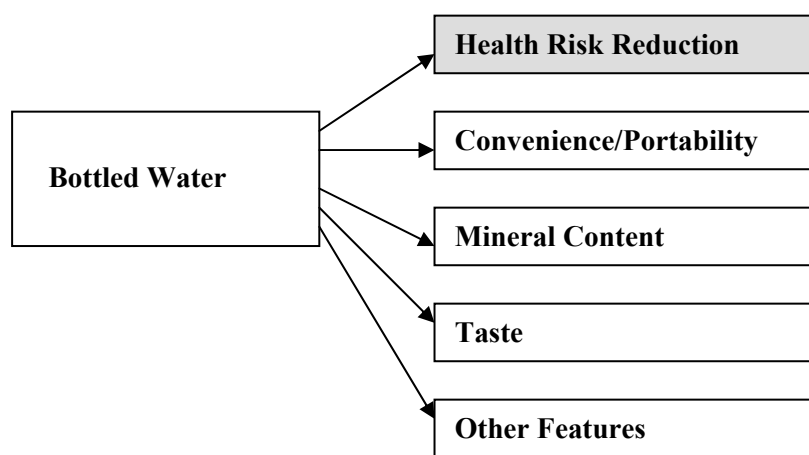 Health Risk Reduction
Bottled Water
Convenience/Portability
Mineral Content
Taste
Other Features